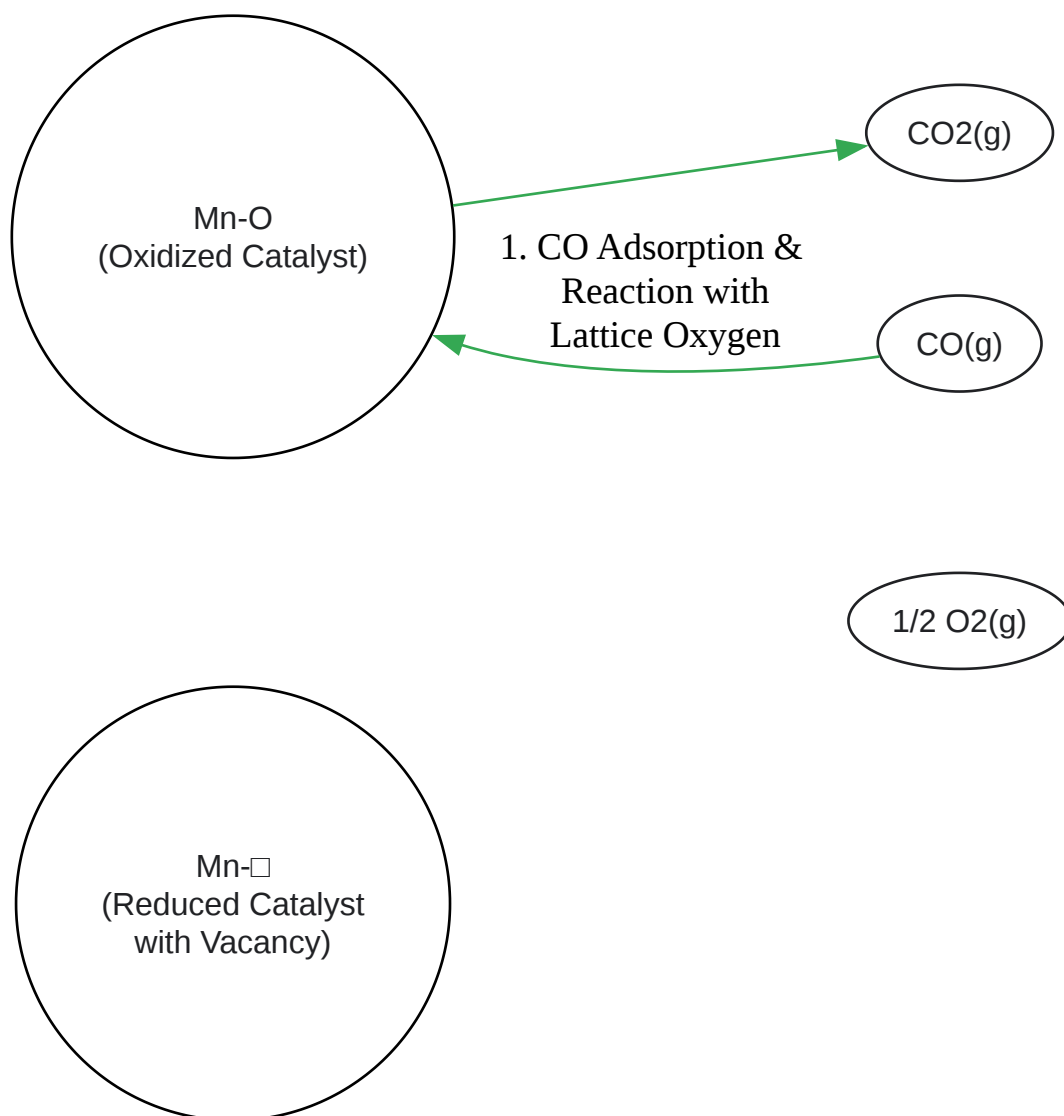 CO2(g)
Mn-O
(Oxidized Catalyst)
1. CO Adsorption &
Reaction with
Lattice Oxygen
CO(g)
1/2 O2(g)
Mn-□
(Reduced Catalyst
with Vacancy)